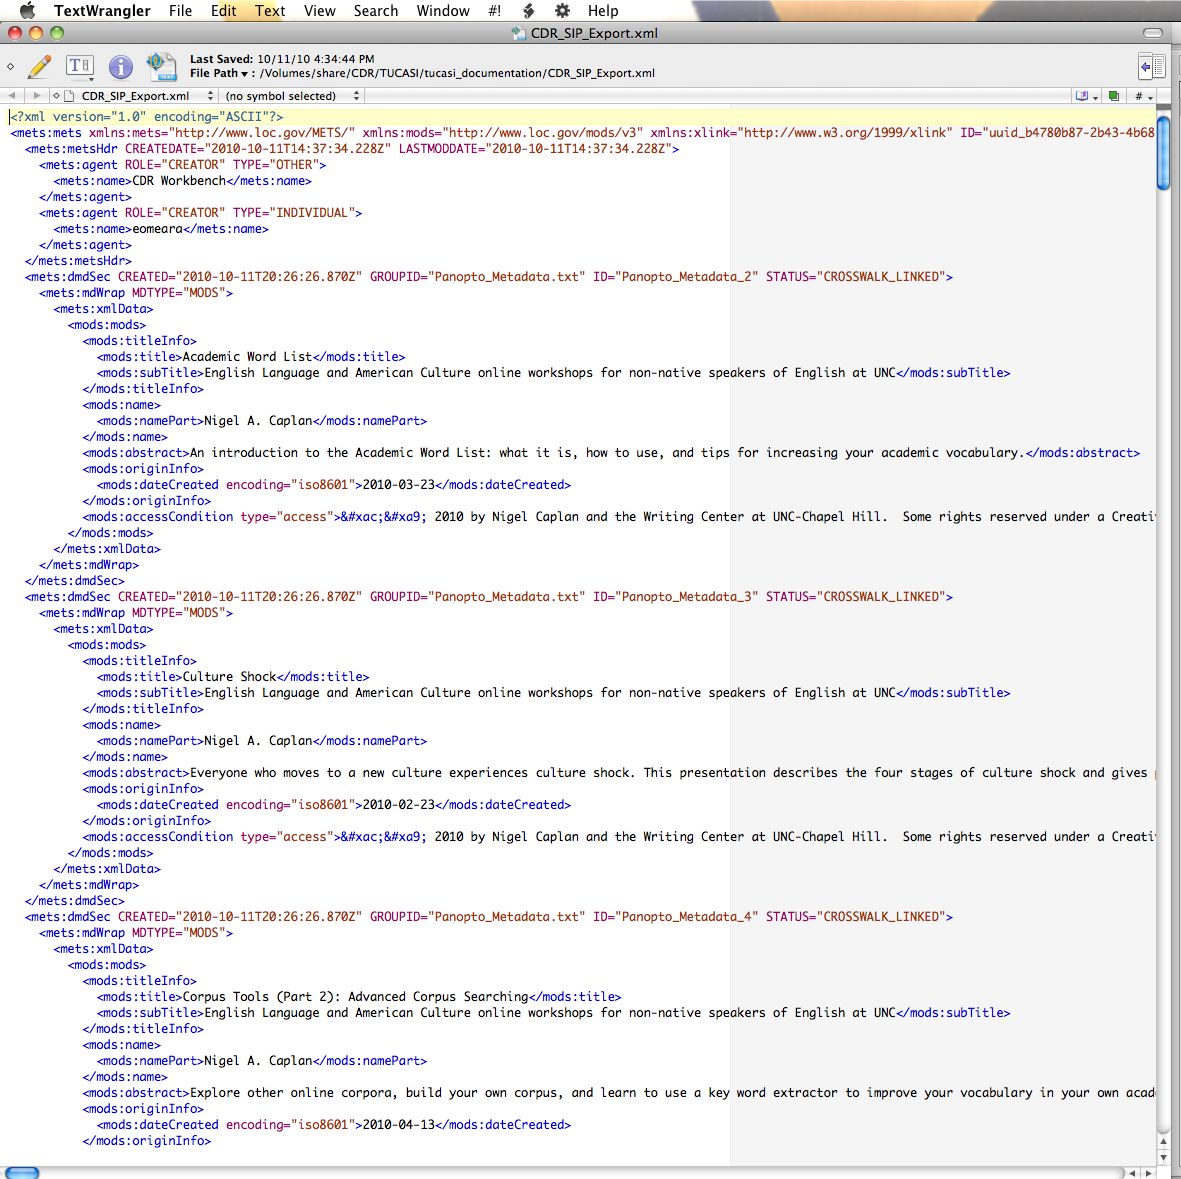 TextWrangler File Edit Text View Search Window #! Help
CDR_SIP_Export.xml
Last Saved: 10/11/10 4:34:44 PM
File Path ▾ : /Volumes/share/CDR/TUCASI/tucasi_documentation/CDR_SIP_Export.xml
CDR_SIP_Export.xml (no symbol selected) #
<?xml version="1.0" encoding="ASCII"?>
<mets:mets xmlns:mets="http://www.loc.gov/METS/" xmlns:mods="http://www.loc.gov/mods/v3" xmlns:xlink="http://www.w3.org/1999/xlink" ID="uuid_b4780b87-2b43-4b68
<mets:metsHdr CREATEDATE="2010-10-11T14:37:34.228Z" LASTMODDATE="2010-10-11T14:37:34.228Z">
<mets:agent ROLE="CREATOR" TYPE="OTHER">
<mets:name>CDR Workbench</mets:name>
</mets:agent>
<mets:agent ROLE="CREATOR" TYPE="INDIVIDUAL">
<mets:name>eomeara</mets:name>
</mets:agent>
</mets:metsHdr>
<mets:dmdSec CREATED="2010-10-11T20:26:26.870Z" GROUPID="Panopto_Metadata.txt" ID="Panopto_Metadata_2" STATUS="CROSSWALK_LINKED">
<mets:mdWrap MDTYPE="MODS">
<mets:xmlData>
<mods:mods>
<mods:titleInfo>
<mods:title>Academic Word List</mods:title>
<mods:subTitle>English Language and American Culture online workshops for non-native speakers of English at UNC</mods:subTitle>
</mods:titleInfo>
<mods:name>
<mods:namePart>Nigel A. Caplan</mods:namePart>
</mods:name>
<mods:abstract>An introduction to the Academic Word List: what it is, how to use, and tips for increasing your academic vocabulary.</mods:abstract>
<mods:originInfo>
<mods:dateCreated encoding="iso8601">2010-03-23</mods:dateCreated>
</mods:originInfo>
<mods:accessCondition type="access">&#xac;&#xa9; 2010 by Nigel Caplan and the Writing Center at UNC-Chapel Hill.  Some rights reserved under a Creati
</mods:mods>
</mets:xmlData>
</mets:mdWrap>
</mets:dmdSec>
<mets:dmdSec CREATED="2010-10-11T20:26:26.870Z" GROUPID="Panopto_Metadata.txt" ID="Panopto_Metadata_3" STATUS="CROSSWALK_LINKED">
<mets:mdWrap MDTYPE="MODS">
<mets:xmlData>
<mods:mods>
<mods:titleInfo>
<mods:title>Culture Shock</mods:title>
<mods:subTitle>English Language and American Culture online workshops for non-native speakers of English at UNC</mods:subTitle>
</mods:titleInfo>
<mods:name>
<mods:namePart>Nigel A. Caplan</mods:namePart>
</mods:name>
<mods:abstract>Everyone who moves to a new culture experiences culture shock. This presentation describes the four stages of culture shock and gives
<mods:originInfo>
<mods:dateCreated encoding="iso8601">2010-02-23</mods:dateCreated>
</mods:originInfo>
<mods:accessCondition type="access">&#xac;&#xa9; 2010 by Nigel Caplan and the Writing Center at UNC-Chapel Hill.  Some rights reserved under a Creati
</mods:mods>
</mets:xmlData>
</mets:mdWrap>
</mets:dmdSec>
<mets:dmdSec CREATED="2010-10-11T20:26:26.870Z" GROUPID="Panopto_Metadata.txt" ID="Panopto_Metadata_4" STATUS="CROSSWALK_LINKED">
<mets:mdWrap MDTYPE="MODS">
<mets:xmlData>
<mods:mods>
<mods:titleInfo>
<mods:title>Corpus Tools (Part 2): Advanced Corpus Searching</mods:title>
<mods:subTitle>English Language and American Culture online workshops for non-native speakers of English at UNC</mods:subTitle>
</mods:titleInfo>
<mods:name>
<mods:namePart>Nigel A. Caplan</mods:namePart>
</mods:name>
<mods:abstract>Explore other online corpora, build your own corpus, and learn to use a key word extractor to improve your vocabulary in your own acad
<mods:originInfo>
<mods:dateCreated encoding="iso8601">2010-04-13</mods:dateCreated>
</mods:originInfo>